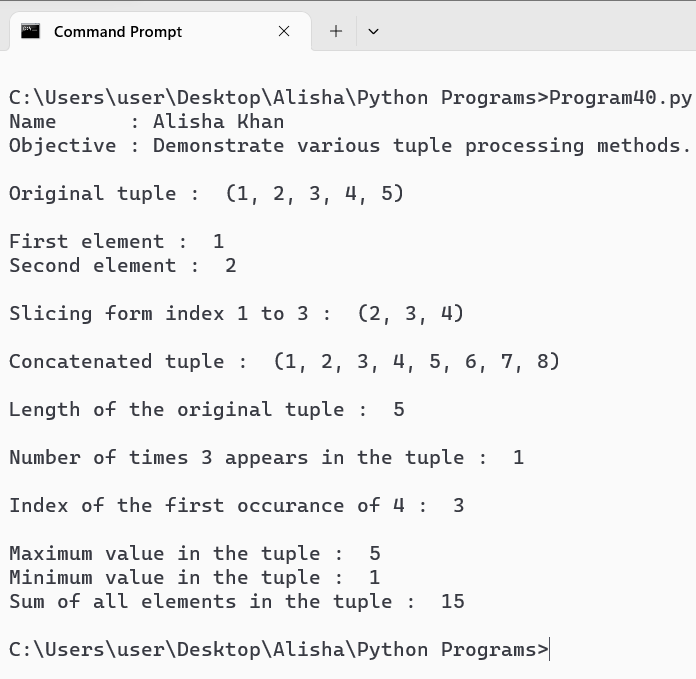 Command Prompt
C:\Users\user\Desktop\Alisha\Python Programs>Program40.py
Name      : Alisha Khan
Objective : Demonstrate various tuple processing methods.
Original tuple :  (1, 2, 3, 4, 5)
First element :  1
Second element :  2
Slicing form index 1 to 3 :  (2, 3, 4)
Concatenated tuple :  (1, 2, 3, 4, 5, 6, 7, 8)
Length of the original tuple :  5
Number of times 3 appears in the tuple :  1
Index of the first occurance of 4 :  3
Maximum value in the tuple :  5
Minimum value in the tuple :  1
Sum of all elements in the tuple :  15
C:\Users\user\Desktop\Alisha\Python Programs>